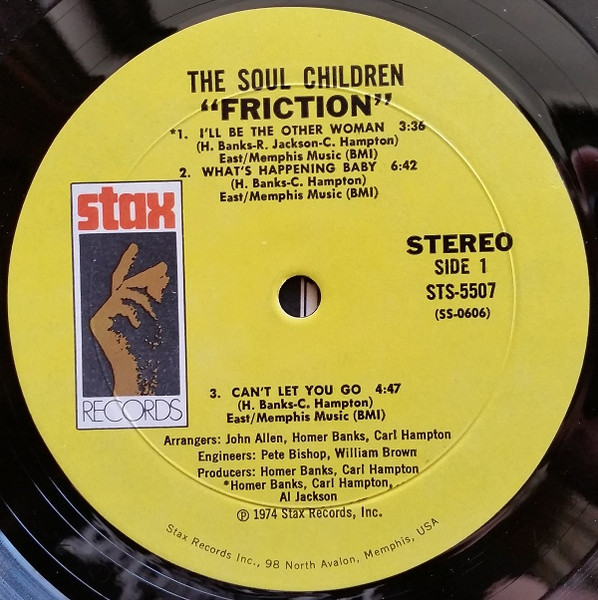 THE SOUL CHILDREN
“FRICTION”
*1. I'LL BE THE OTHER WOMAN 3:36
(H. Banks-R. Jackson-C. Hampton)
East/Memphis Music (BMI)
2. WHAT'S HAPPENING BABY 6:42
(H. Banks-C. Hampton)
East/Memphis Music (BMI)
stax
RECORDS
STEREO
SIDE 1
STS-5507
(SS-0606)
3. CAN'T LET YOU GO 4:47
(H. Banks-C. Hampton)
East/Memphis Music (BMI)
Arrangers: John Allen, Homer Banks, Carl Hampton
Engineers: Pete Bishop, William Brown
Producers: Homer Banks, Carl Hampton
*Homer Banks, Carl Hampton,
Al Jackson
℗ 1974 Stax Records, Inc.
Stax Records Inc., 98 North Avalon, Memphis, USA